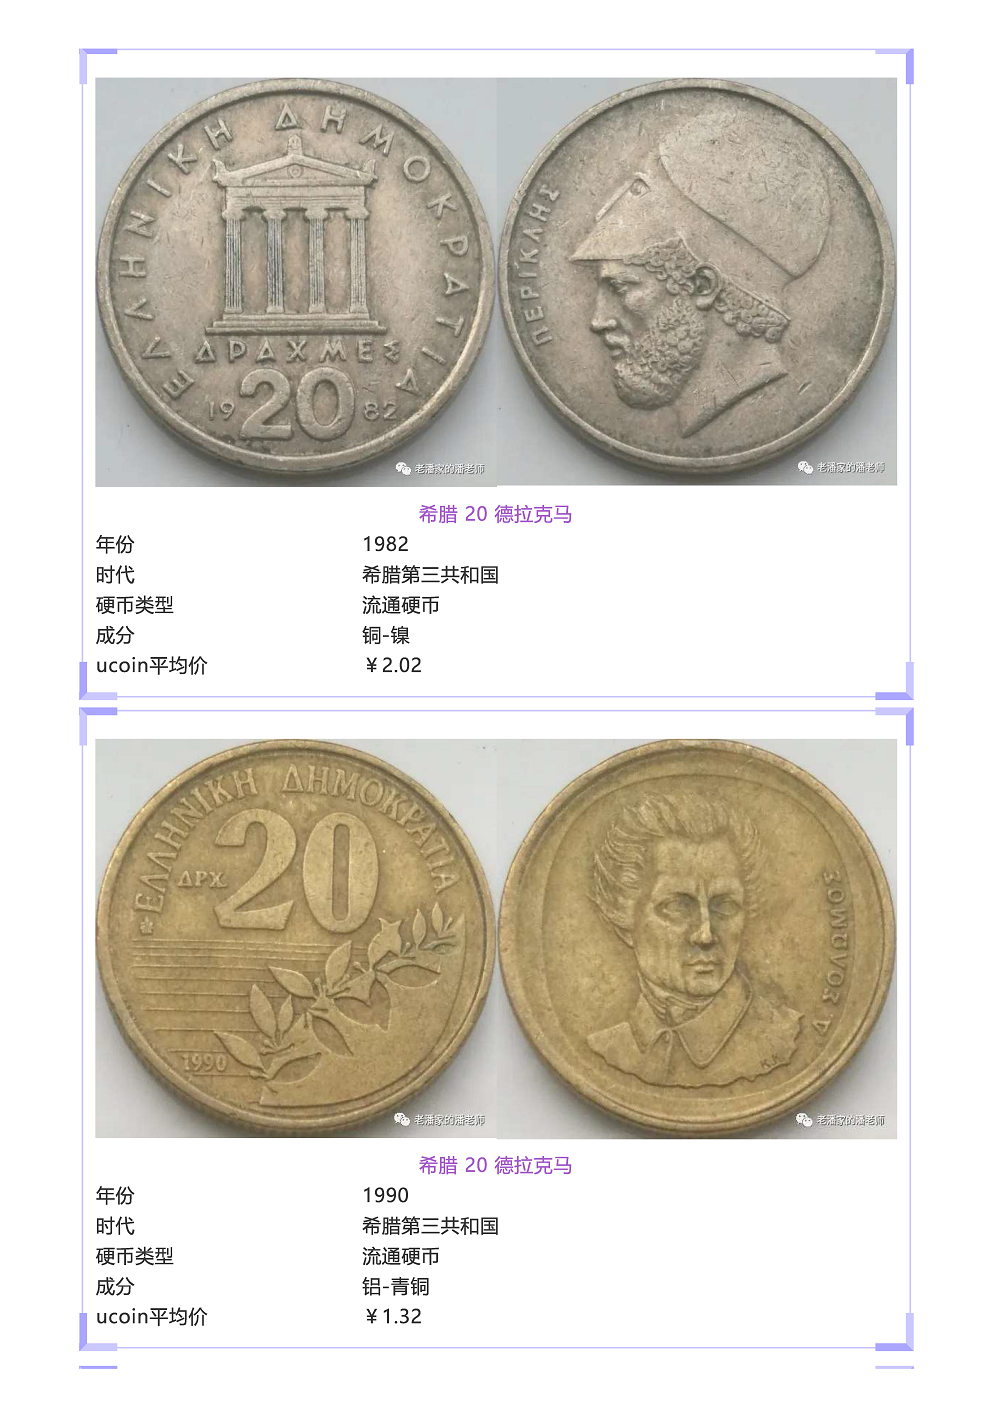 ΕΛΛΗΝΙΚΗ ΔΗΜΟΚΡΑΤΙΑ
ΔΡΑΧΜΕΣ
19 20 82
ΠΕΡΙΚΛΗΣ
老潘家的潘老师
老潘家的潘老师
希腊 20 德拉克马
年份 1982
时代 希腊第三共和国
硬币类型 流通硬币
成分 铜-镍
ucoin平均价 ￥2.02
ΕΛΛΗΝΙΚΗ ΔΗΜΟΚΡΑΤΙΑ
ΔΡΧ. 20
1990
ΣΟΛΩΜΟΣ Δ
老潘家的潘老师
老潘家的潘老师
希腊 20 德拉克马
年份 1990
时代 希腊第三共和国
硬币类型 流通硬币
成分 铝-青铜
ucoin平均价 ￥1.32